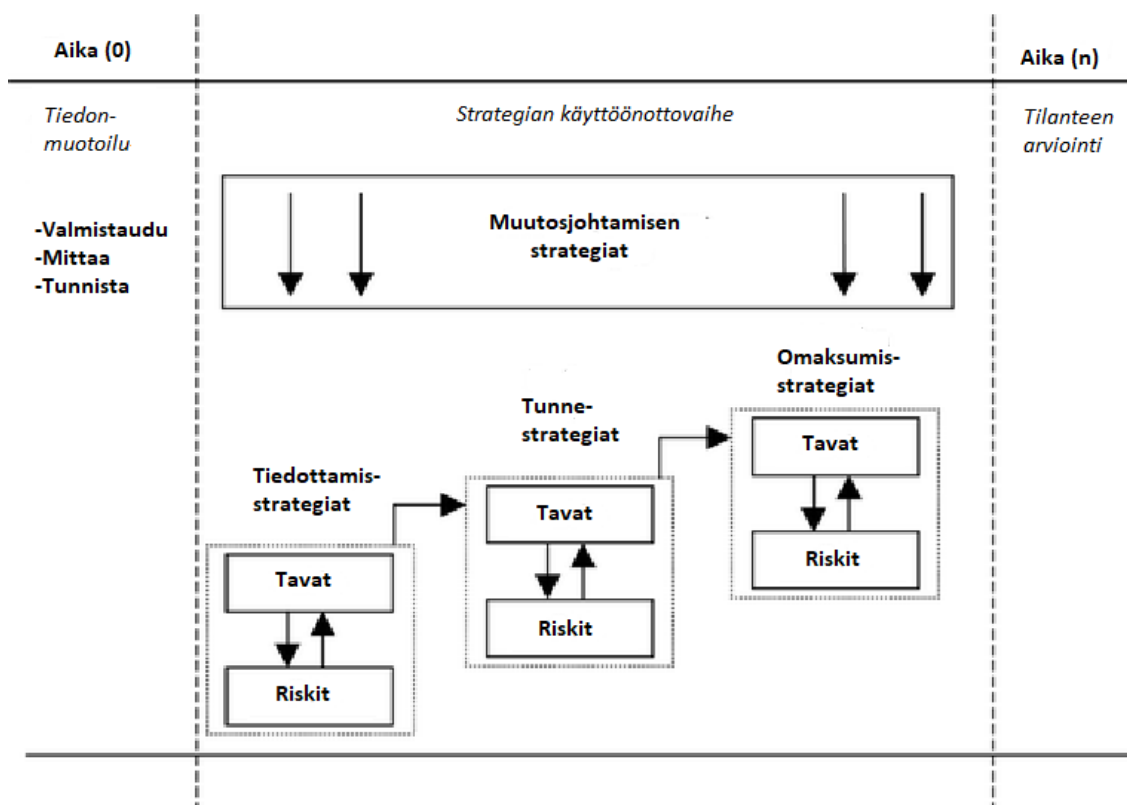 Aika (0)
Aika (n)
Tiedon-
muotoilu
Strategian käyttöönottovaihe
Tilanteen
arviointi
-Valmistaudu
-Mittaa
-Tunnista
Muutosjohtamisen
strategiat
Tiedottamis-
strategiat
Tavat
Riskit
Tunne-
strategiat
Tavat
Riskit
Omaksumis-
strategiat
Tavat
Riskit